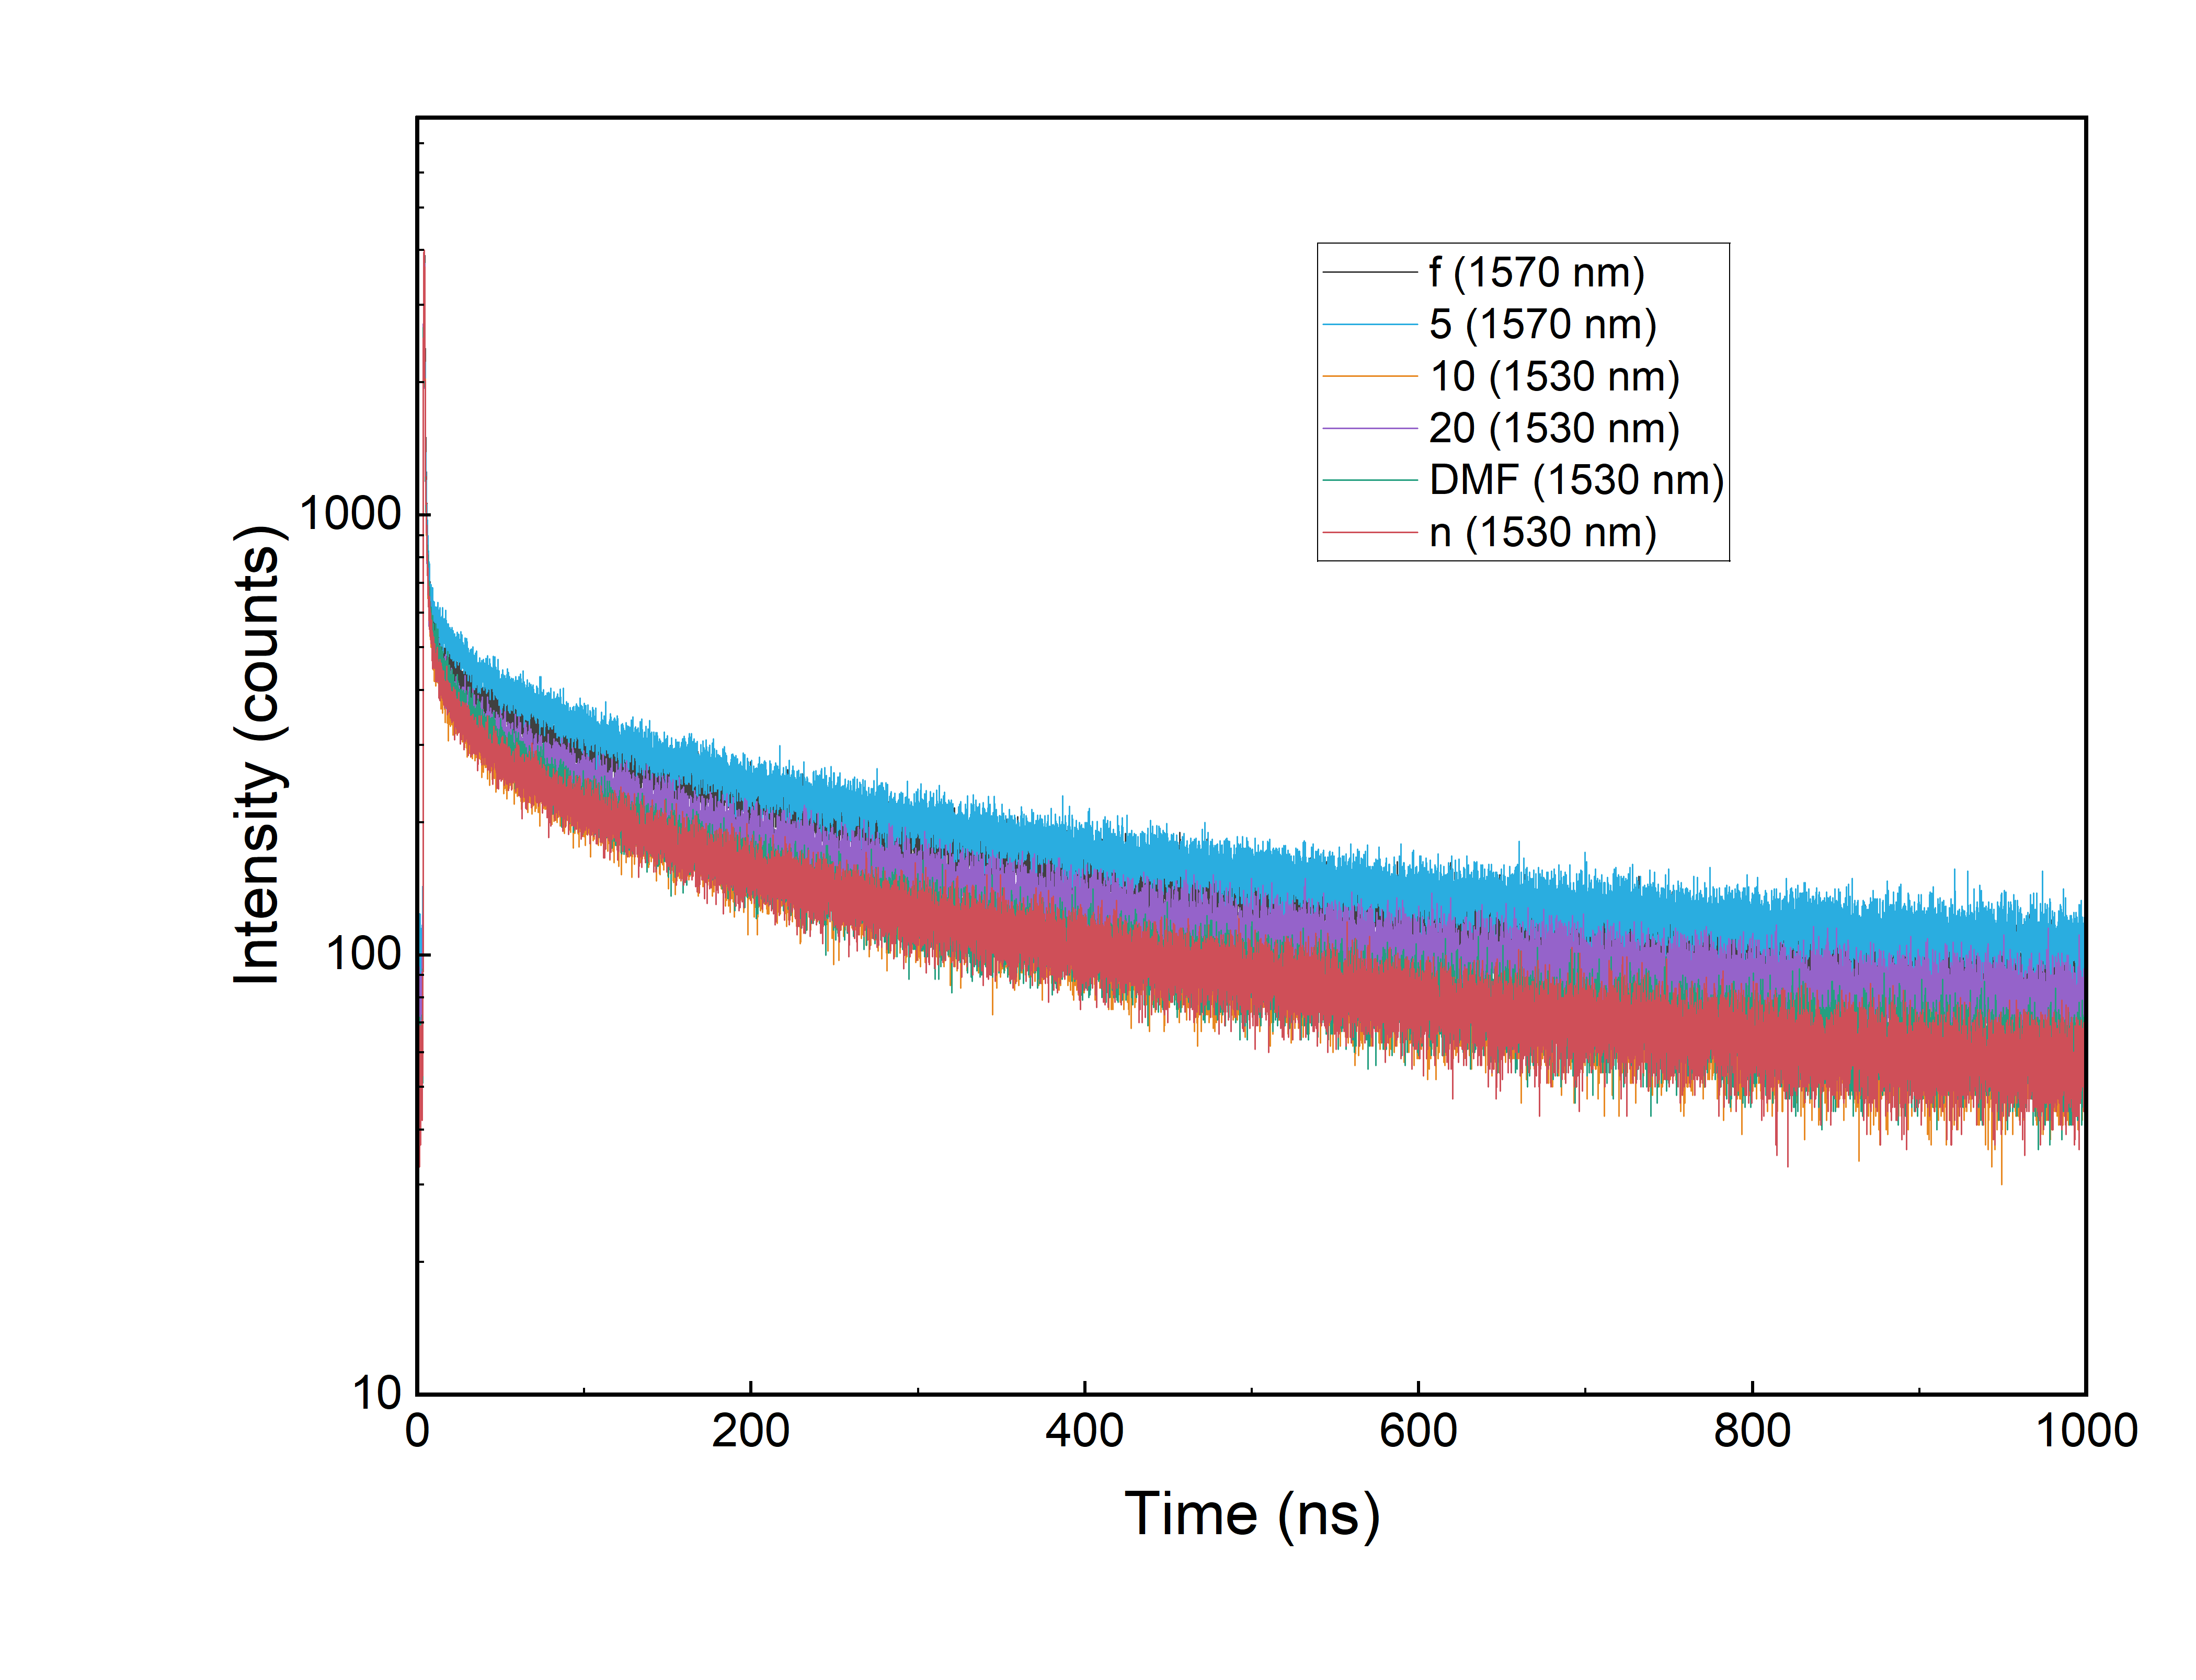 f (1570 nm)
5 (1570 nm)
10 (1530 nm)
20 (1530 nm)
DMF (1530 nm)
n (1530 nm)
1000
100
10
Intensity (counts)
0
200
400
600
800
1000
Time (ns)